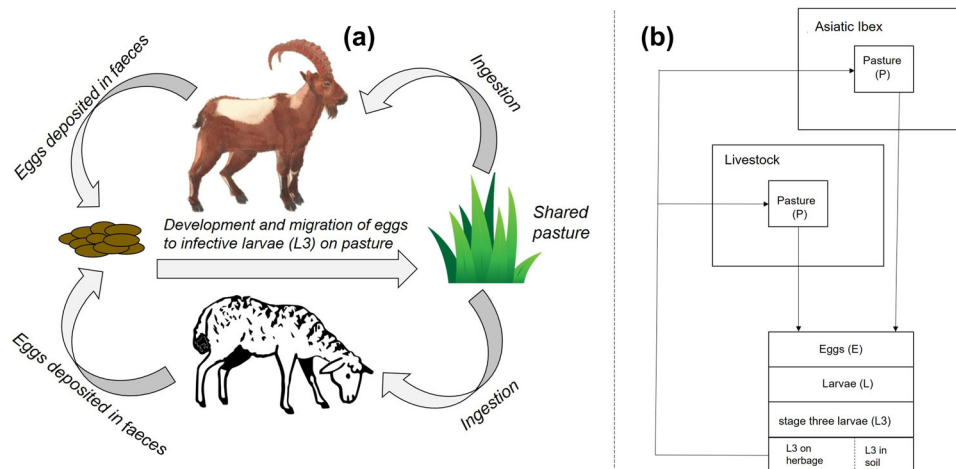 (a)
Eggs deposited in faeces
Ingestion
Development and migration of eggs
to infective larvae (L3) on pasture
Shared
pasture
Eggs deposited in faeces
Ingestion
(b)
Asiatic Ibex
Pasture
(P)
Livestock
Pasture
(P)
Eggs (E)
Larvae (L)
stage three larvae (L3)
L3 on
herbage
L3 in
soil